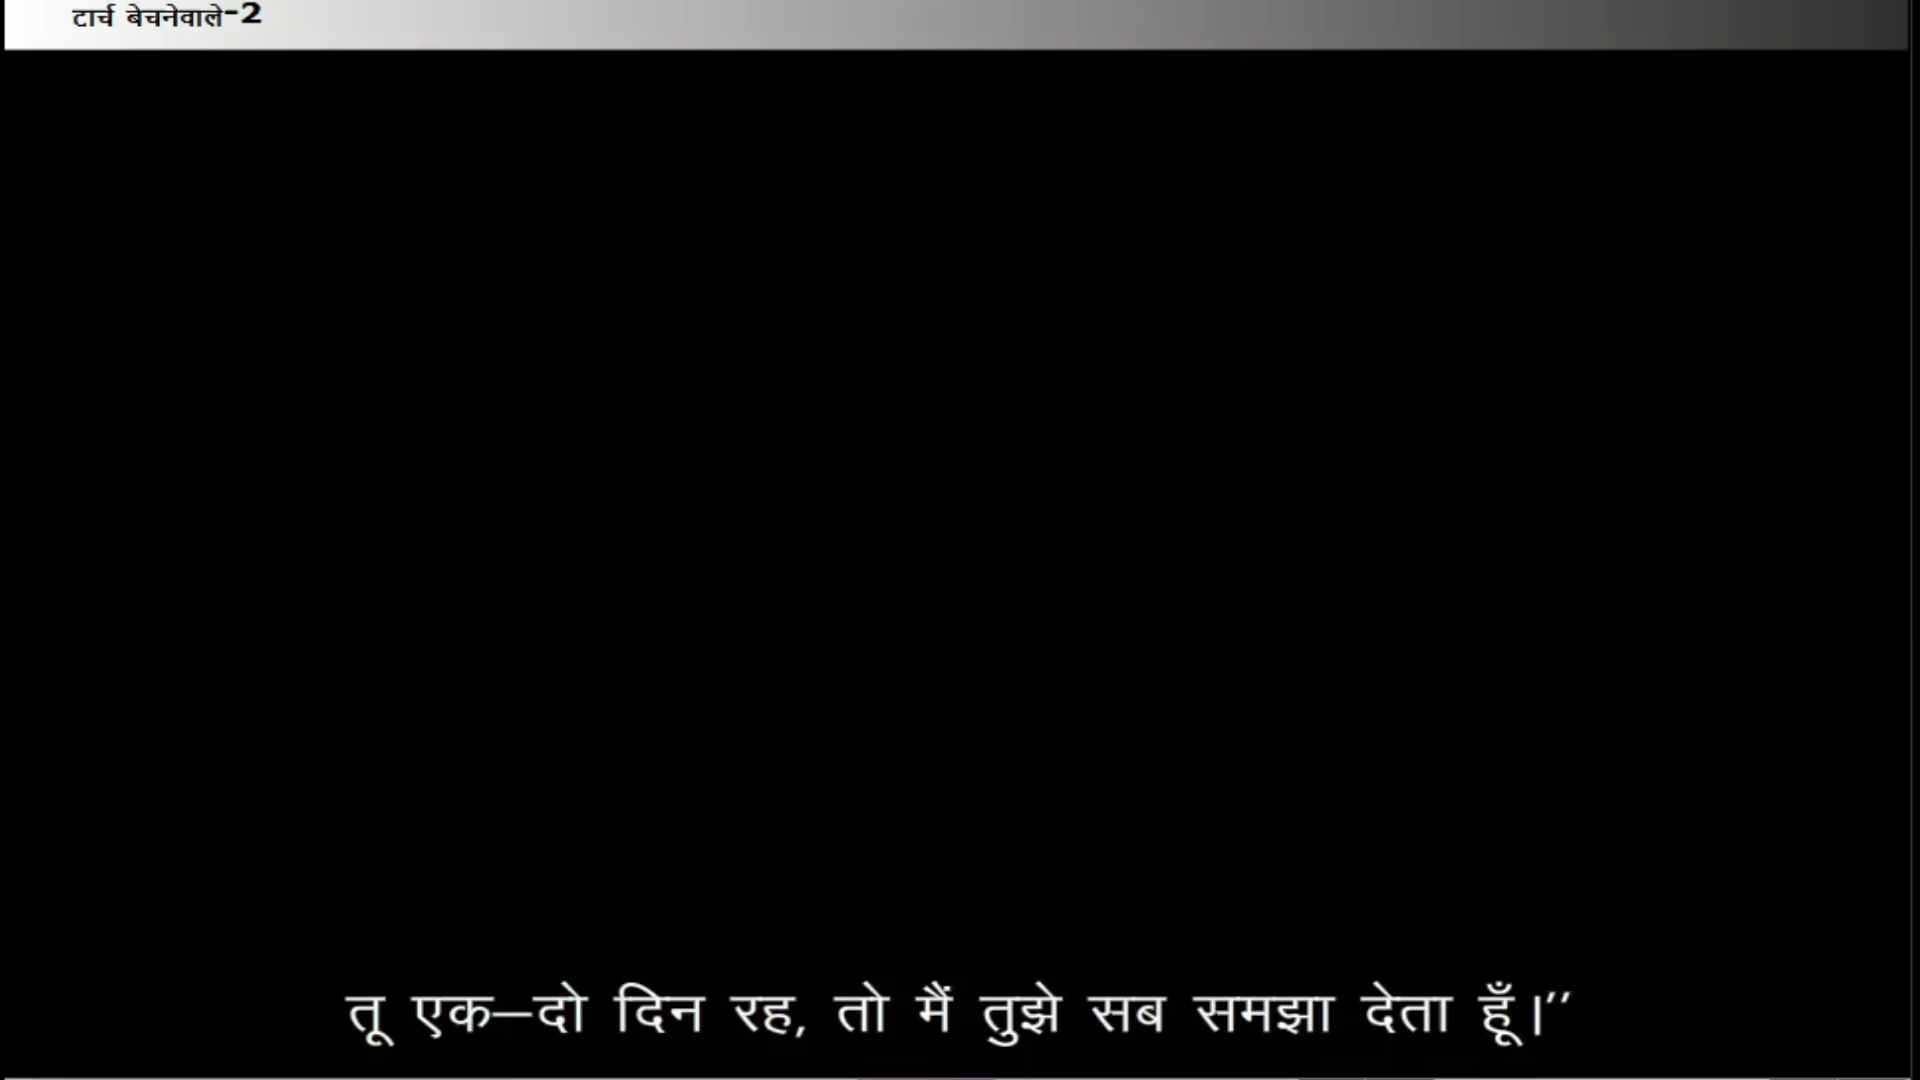 टार्च बेचनेवाले-2
तू एक–दो दिन रह, तो मैं तुझे सब समझा देता हूँ।’’